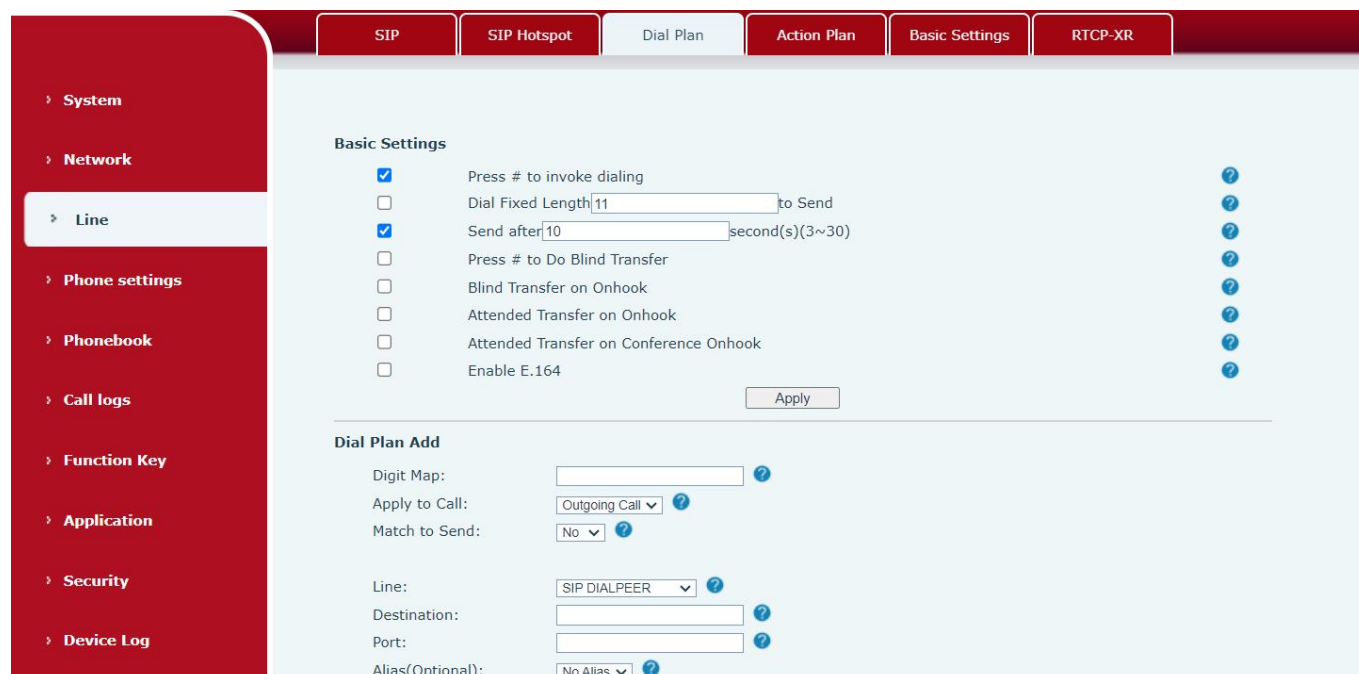 SIP SIP Hotspot Dial Plan Action Plan Basic Settings RTCP-XR
System
Network
Line
Phone settings
Phonebook
Call logs
Function Key
Application
Security
Device Log
Basic Settings
Press # to invoke dialing ?
Dial Fixed Length 11 to Send ?
Send after 10 second(s)(3~30) ?
Press # to Do Blind Transfer ?
Blind Transfer on Onhook ?
Attended Transfer on Onhook ?
Attended Transfer on Conference Onhook ?
Enable E.164 ?
Apply
Dial Plan Add
Digit Map: ?
Apply to Call: Outgoing Call ?
Match to Send: No ?
Line: SIP DIALPEER ?
Destination: ?
Port: ?
Alias(Optional): No Alias ?